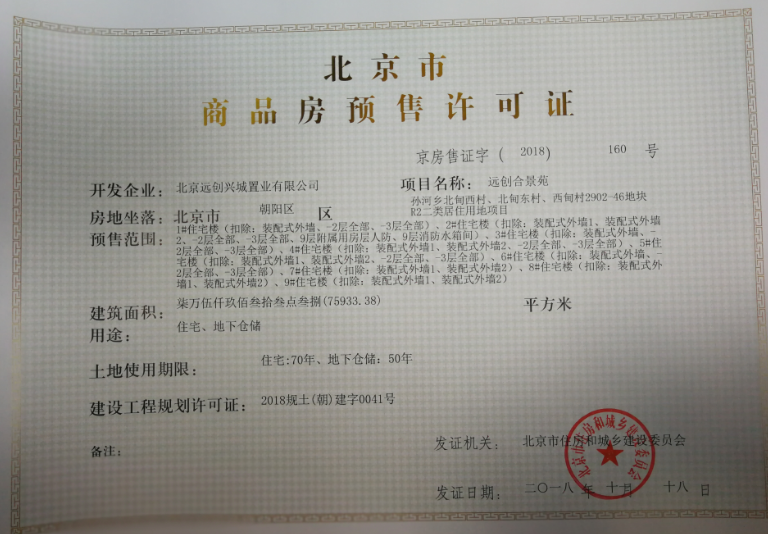 北京市
商品房预售许可证
京房售证字( 2018) 160 号
开发企业：北京远创兴城置业有限公司 项目名称：远创合景苑
房地坐落：北京市 朝阳区 区 孙河乡北甸西村、北甸东村、西甸村2902-46地块
R2二类居住用地项目
预售范围：1#住宅楼（扣除：装配式外墙、-2层全部、-3层全部）、2#住宅楼（扣除：装配式外墙1、装配式外墙
2、-2层全部、-3层全部、9层附属用房层人防、9层消防水箱间）、3#住宅楼（扣除：装配式外墙、-
2层全部、-3层全部）、4#住宅楼（扣除：装配式外墙1、装配式外墙2、-2层全部、-3层全部）、5#住
宅楼（扣除：装配式外墙1、装配式外墙2、-2层全部、-3层全部）、6#住宅楼（扣除：装配式外墙、-
2层全部、-3层全部）、7#住宅楼（扣除：装配式外墙1、装配式外墙2）、8#住宅楼（扣除：装配式外
墙1、装配式外墙2）、9#住宅楼（扣除：装配式外墙1、装配式外墙2）
建筑面积：柒万伍仟玖佰叁拾叁点叁捌(75933.38) 平方米
用途：住宅、地下仓储
土地使用期限：住宅:70年、地下仓储：50年
建设工程规划许可证：2018规土(朝)建字0041号
备注：
发证机关：北京市住房和城乡建设委员会
北京市住房和城乡建设委员会
发证日期：二〇一八 年 十月 十八 日